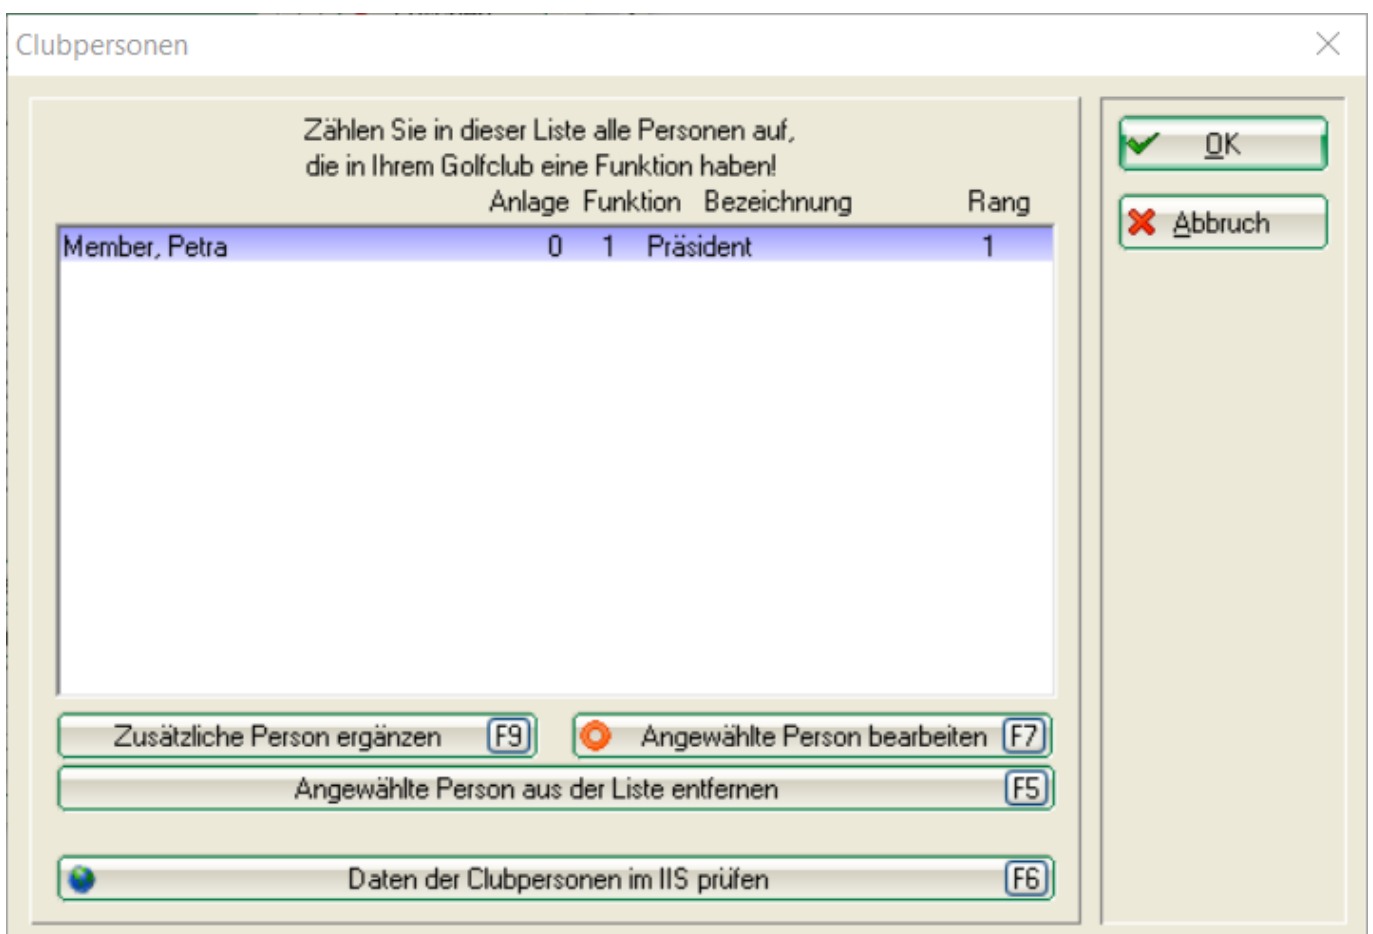 Clubpersonen
Zählen Sie in dieser Liste alle Personen auf,
die in Ihrem Golfclub eine Funktion haben!
Anlage Funktion Bezeichnung Rang
Member, Petra 0 1 Präsident 1
Zusätzliche Person ergänzen F9 Angewählte Person bearbeiten F7
Angewählte Person aus der Liste entfernen F5
Daten der Clubpersonen im IIS prüfen F6
OK
Abbruch